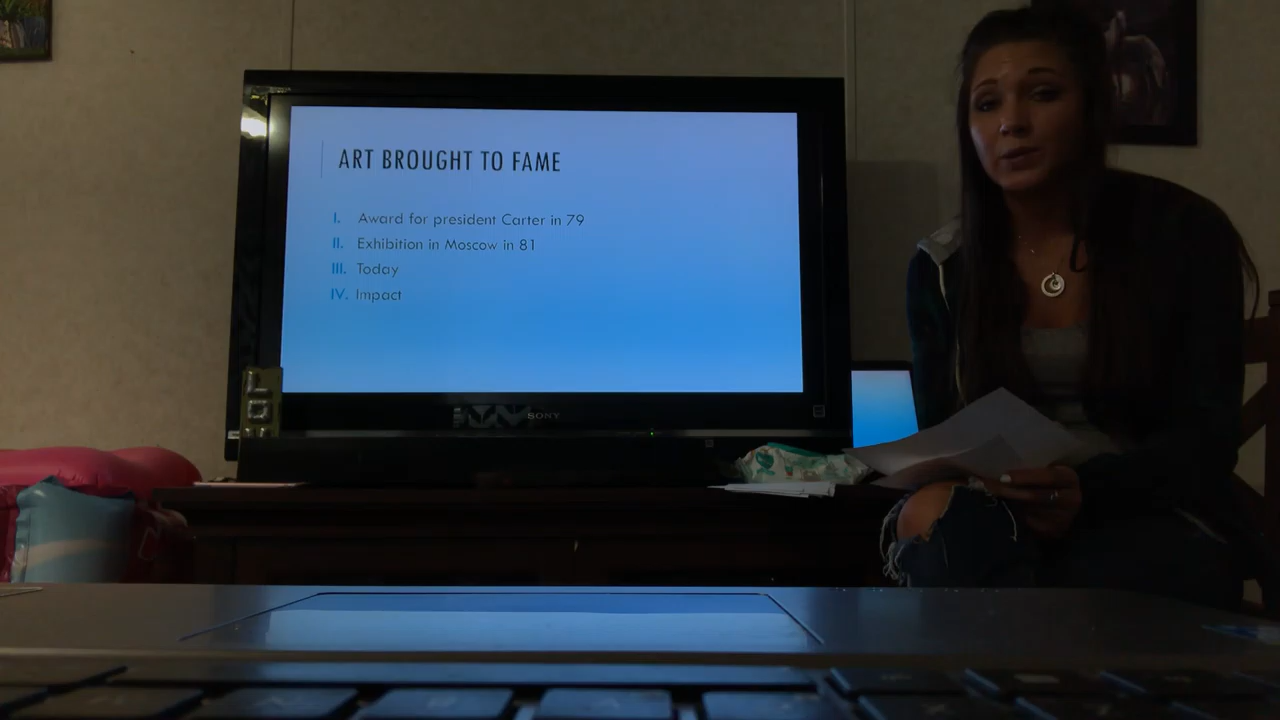 ART BROUGHT TO FAME
I. Award for president Carter in 79
II. Exhibition in Moscow in 81
III. Today
IV. Impact
SONY